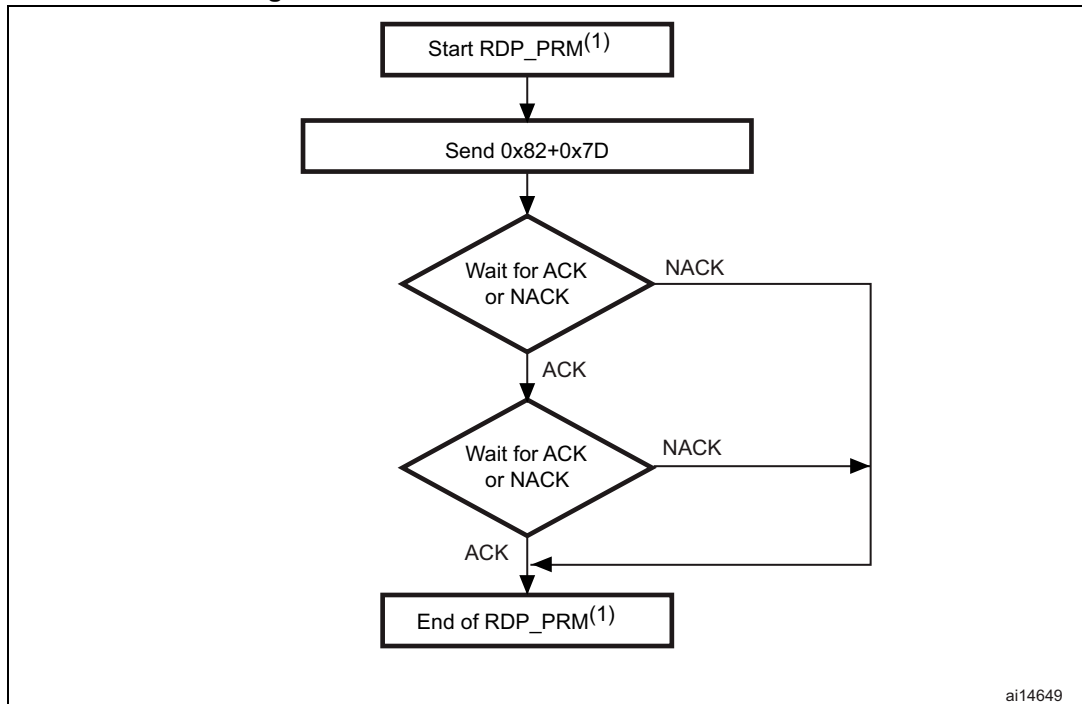 Start RDP_PRM(1)
Send 0x82+0x7D
Wait for ACK
or NACK
NACK
ACK
Wait for ACK
or NACK
NACK
ACK
End of RDP_PRM(1)
ai14649